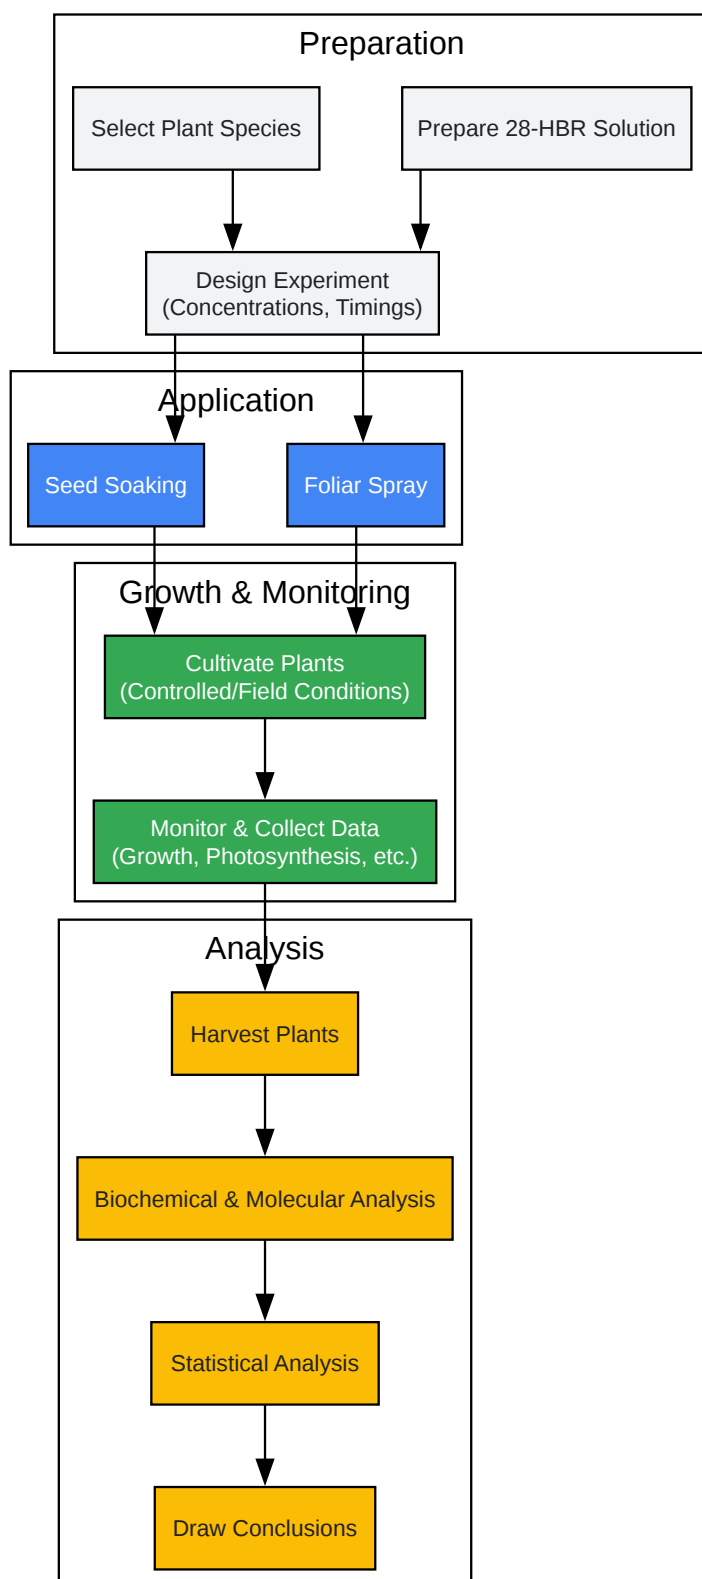 Preparation
Select Plant Species
Prepare 28-HBR Solution
Design Experiment
(Concentrations, Timings)
Application
Seed Soaking
Foliar Spray
Growth & Monitoring
Cultivate Plants
(Controlled/Field Conditions)
Monitor & Collect Data
(Growth, Photosynthesis, etc.)
Analysis
Harvest Plants
Biochemical & Molecular Analysis
Statistical Analysis
Draw Conclusions